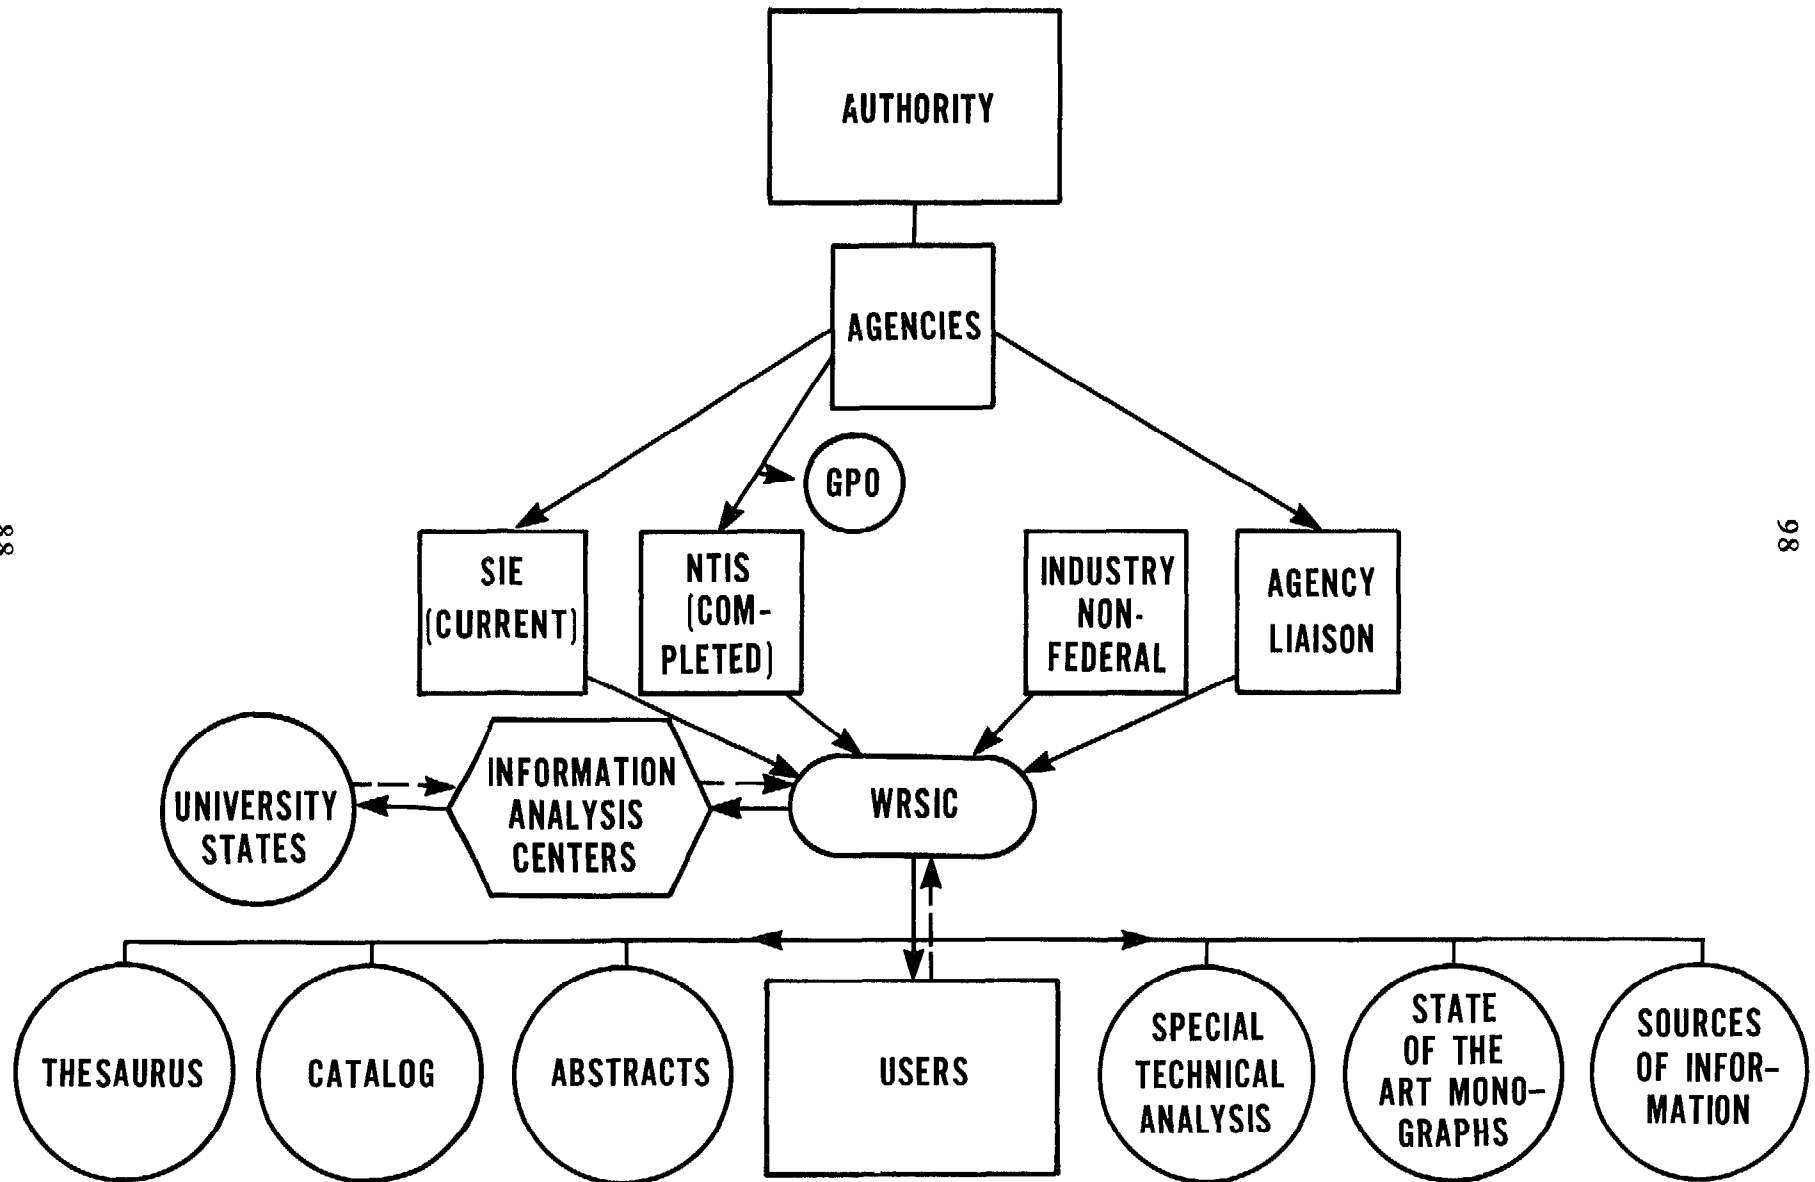 AUTHORITY
AGENCIES
GPO
SIE
(CURRENT)
NTIS
(COM-
PLETED)
INDUSTRY
NON-
FEDERAL
AGENCY
LIAISON
88
98
UNIVERSITY
STATES
INFORMATION
ANALYSIS
CENTERS
WRSIC
THESAURUS
CATALOG
ABSTRACTS
USERS
SPECIAL
TECHNICAL
ANALYSIS
STATE
OF THE
ART MONO-
GRAPHS
SOURCES
OF INFOR-
MATION